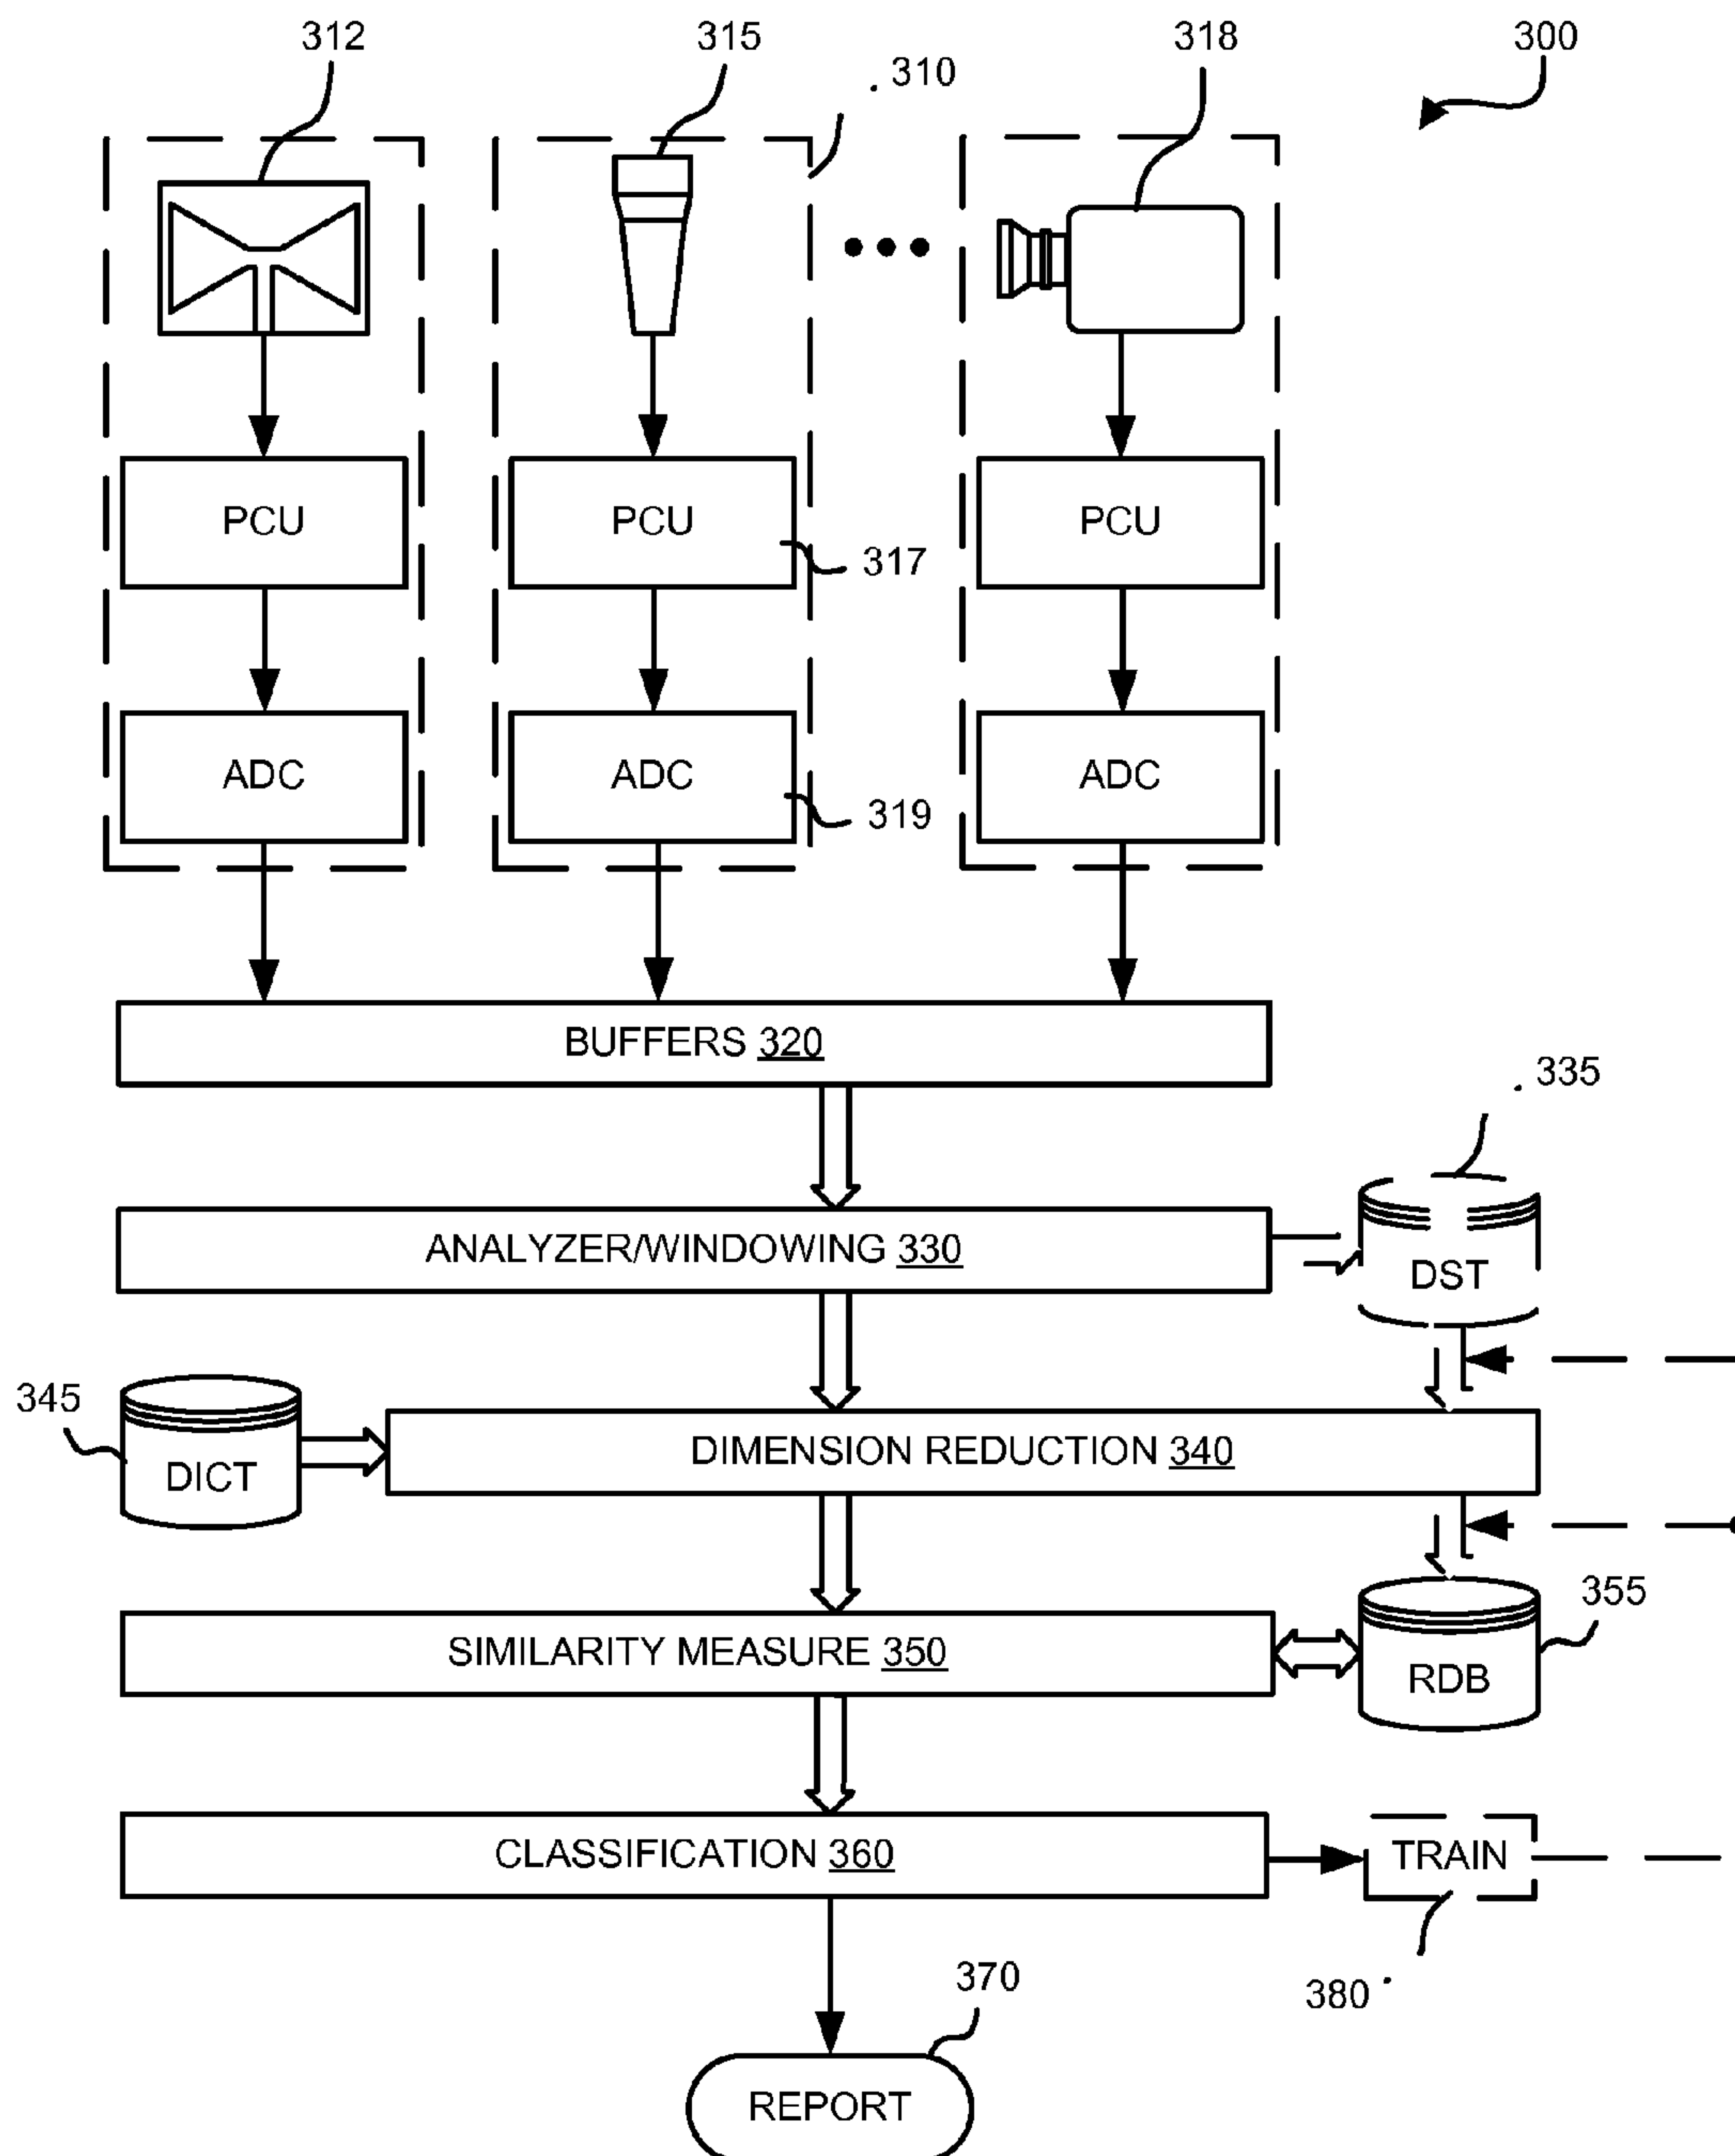 312
315
318
300
310
PCU
PCU
PCU
317
ADC
ADC
ADC
319
BUFFERS 320
335
ANALYZER/WINDOWING 330
DST
345
DICT
DIMENSION REDUCTION 340
355
SIMILARITY MEASURE 350
RDB
CLASSIFICATION 360
TRAIN
370
380
REPORT